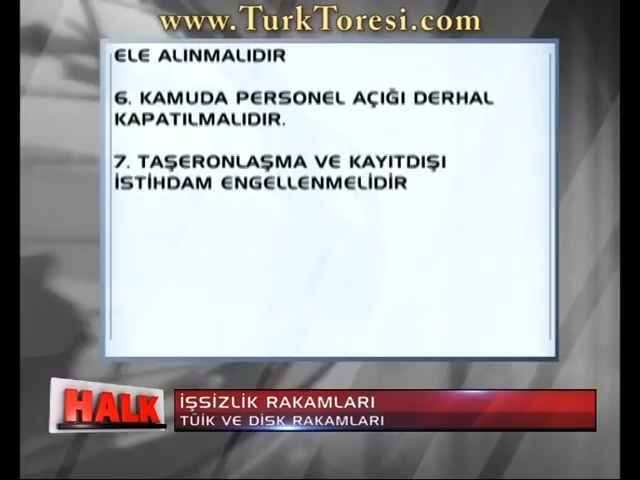 www.TurkToresi.com
ELE ALINMALIDIR
6. KAMUDA PERSONEL AÇIĞI DERHAL
KAPATILMALIDIR.
7. TAŞERONLAŞMA VE KAYITDIŞI
İSTİHDAM ENGELLENMELİDİR
HALK
İŞSİZLİK RAKAMLARI
TÜİK VE DİSK RAKAMLARI